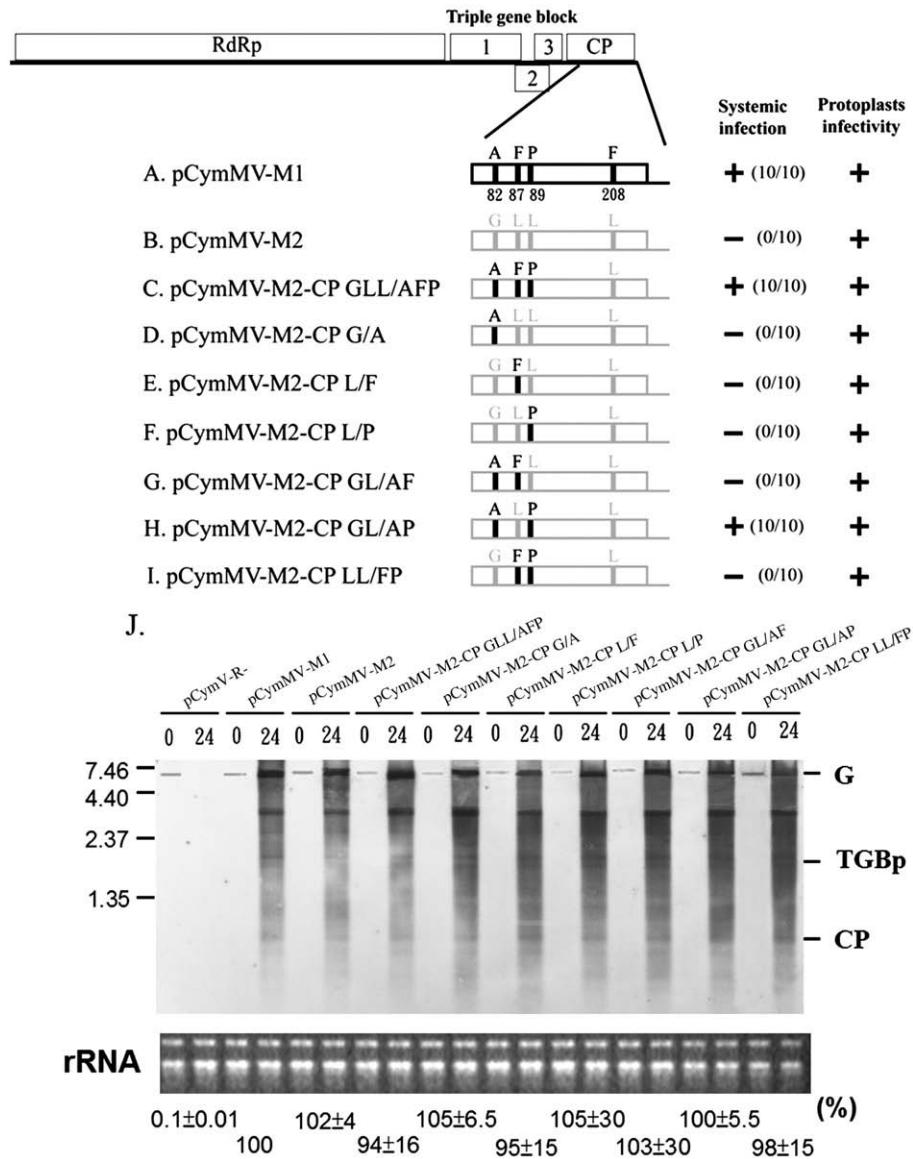 Triple gene block
RdRp 1 3 CP
2
Systemic infection
Protoplasts infectivity
A F P F
A. pCymMV-M1 + (10/10) +
82 87 89 208
G L L L
B. pCymMV-M2 − (0/10) +
A F P L
C. pCymMV-M2-CP GLL/AFP + (10/10) +
A L L L
D. pCymMV-M2-CP G/A − (0/10) +
G F L L
E. pCymMV-M2-CP L/F − (0/10) +
G L P L
F. pCymMV-M2-CP L/P − (0/10) +
A F L L
G. pCymMV-M2-CP GL/AF − (0/10) +
A L P L
H. pCymMV-M2-CP GL/AP + (10/10) +
G F P L
I. pCymMV-M2-CP LL/FP − (0/10) +
J.
pCymV-R-
pCymMV-M1
pCymMV-M2
pCymMV-M2-CP GLL/AFP
pCymMV-M2-CP G/A
pCymMV-M2-CP L/F
pCymMV-M2-CP L/P
pCymMV-M2-CP GL/AF
pCymMV-M2-CP GL/AP
pCymMV-M2-CP LL/FP
0 24 0 24 0 24 0 24 0 24 0 24 0 24 0 24 0 24 0 24
7.46
4.40
2.37
1.35
G
TGBp
CP
rRNA
0.1±0.01 102±4 105±6.5 105±30 100±5.5 (%)
100 94±16 95±15 103±30 98±15